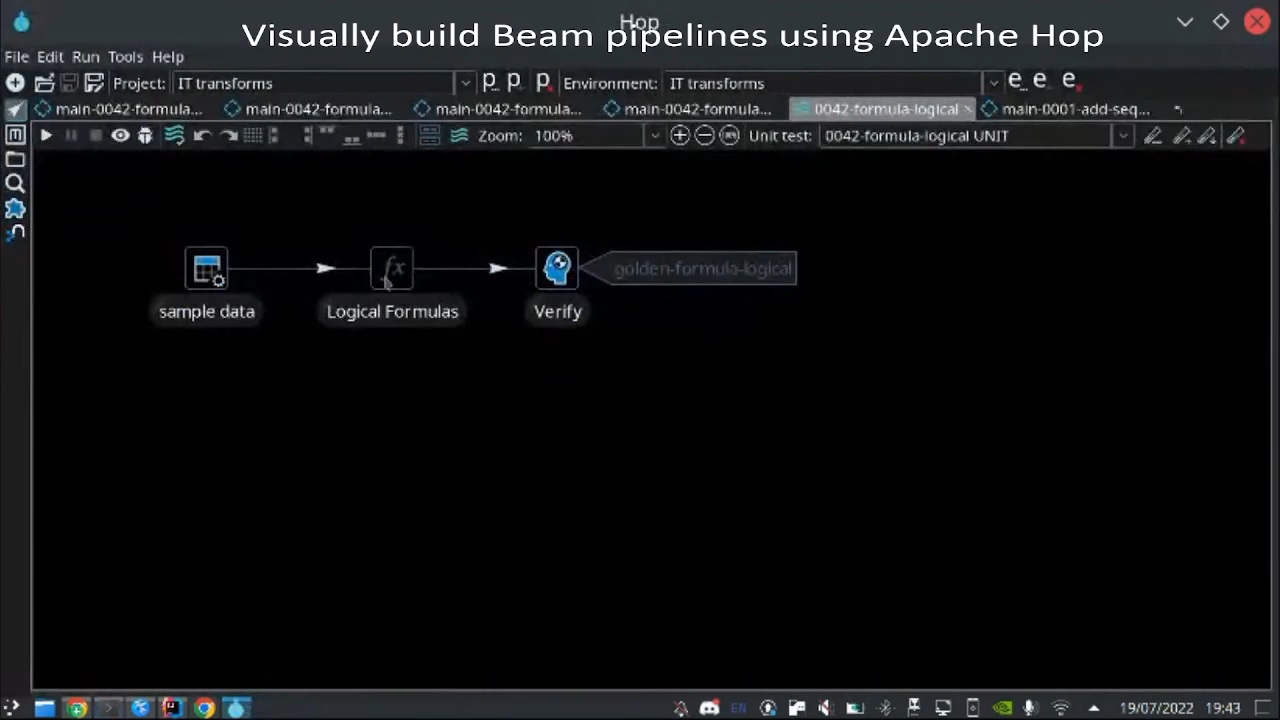 Hop
Visually build Beam pipelines using Apache Hop
File Edit Run Tools Help
Project: IT transforms Environment: IT transforms
main-0042-formula... main-0042-formula... main-0042-formula... main-0042-formula... 0042-formula-logical main-0001-add-seq...
Zoom: 100% Unit test: 0042-formula-logical UNIT
golden-formula-logical
sample data Logical Formulas Verify
EN 19/07/2022 19:43